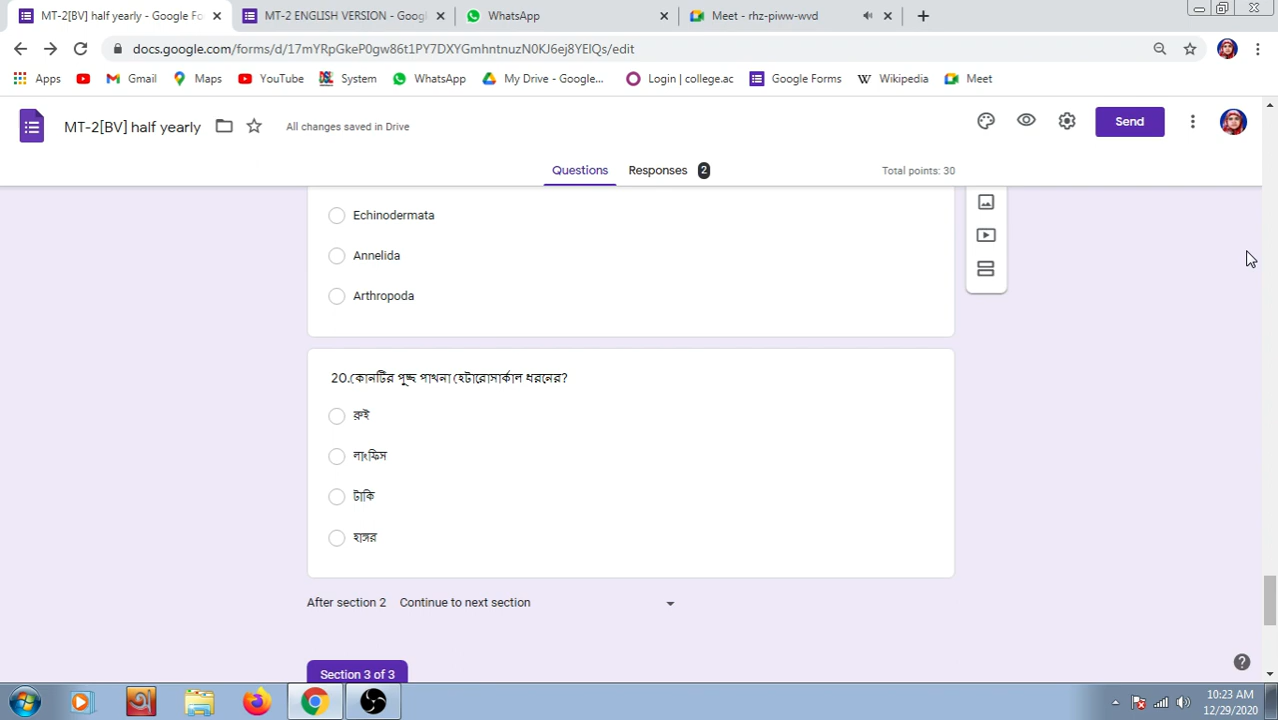 MT-2[BV] half yearly - Google Fo
MT-2 ENGLISH VERSION - Googl
WhatsApp
Meet - rhz-piww-wvd
docs.google.com/forms/d/17mYRpGkeP0gw86t1PY7DXYGmhntnuzN0KJ6ej8YElQs/edit
Apps
Gmail
Maps
YouTube
System
WhatsApp
My Drive - Google...
Login | college.ac
Google Forms
Wikipedia
Meet
MT-2[BV] half yearly
All changes saved in Drive
Send
Questions
Responses
2
Total points: 30
Echinodermata
Annelida
Arthropoda
20.কোনটির পুচ্ছ পাখনা হেটারোসার্কাল ধরনের?
রুই
লাংফিস
টাকি
হাঙ্গর
After section 2
Continue to next section
Section 3 of 3
10:23 AM
12/29/2020